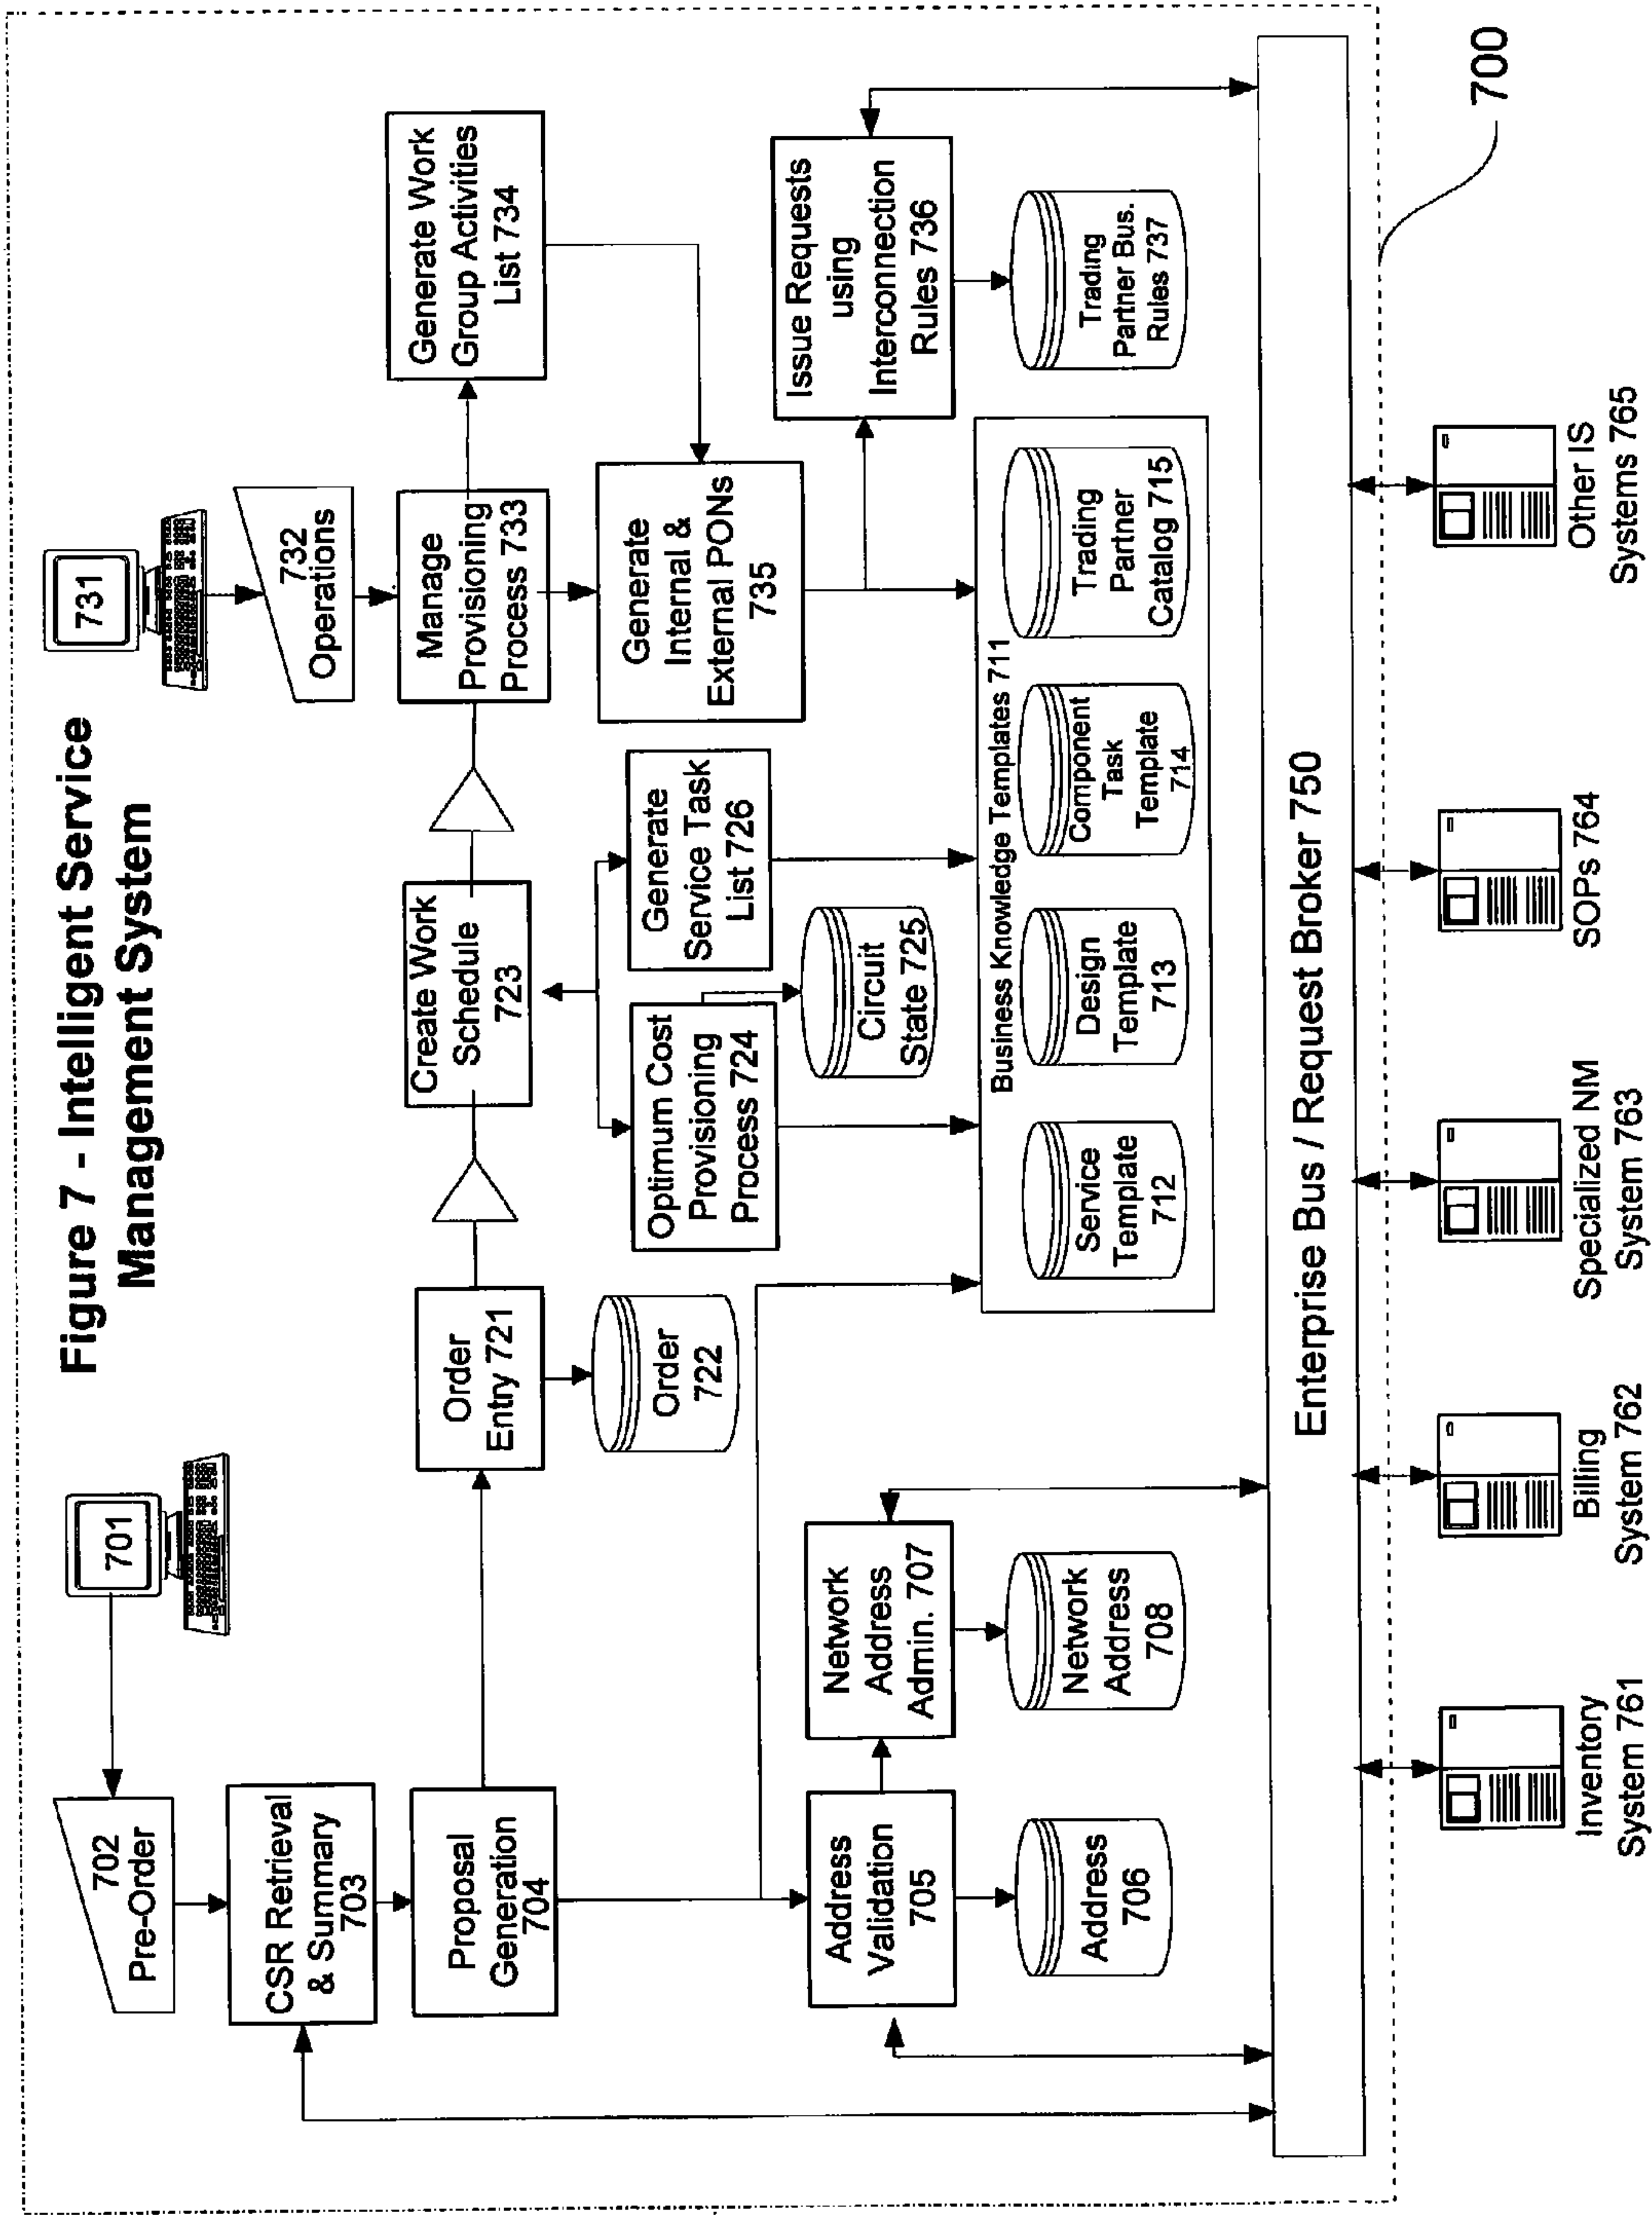 Figure 7 - Intelligent Service
Management System
701
702
Pre-Order
CSR Retrieval
& Summary
703
Proposal
Generation
704
Address
Validation
705
Address
706
Network
Address
Admin. 707
Network
Address
708
Order
Entry 721
Order
722
Create Work
Schedule
723
Optimum Cost
Provisioning
Process 724
Circuit
State 725
Generate
Service Task
List 726
731
732
Operations
Manage
Provisioning
Process 733
Generate Work
Group Activities
List 734
Generate
Internal &
External PONs
735
Issue Requests
using
Interconnection
Rules 736
Trading
Partner Bus.
Rules 737
Business Knowledge Templates 711
Service
Template
712
Design
Template
713
Component
Task
Template
714
Trading
Partner
Catalog 715
Enterprise Bus / Request Broker 750
700
Inventory
System 761
Billing
System 762
Specialized NM
System 763
SOPs 764
Other IS
Systems 765